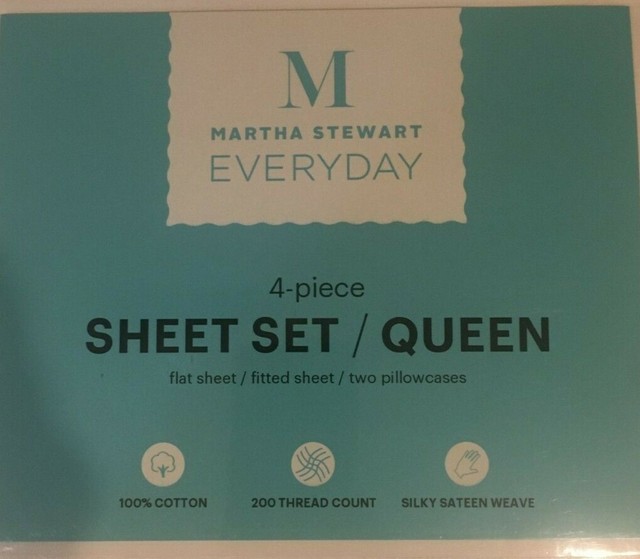 M
MARTHA STEWART
EVERYDAY
4-piece
SHEET SET / QUEEN
flat sheet / fitted sheet / two pillowcases
100% COTTON
200 THREAD COUNT
SILKY SATEEN WEAVE